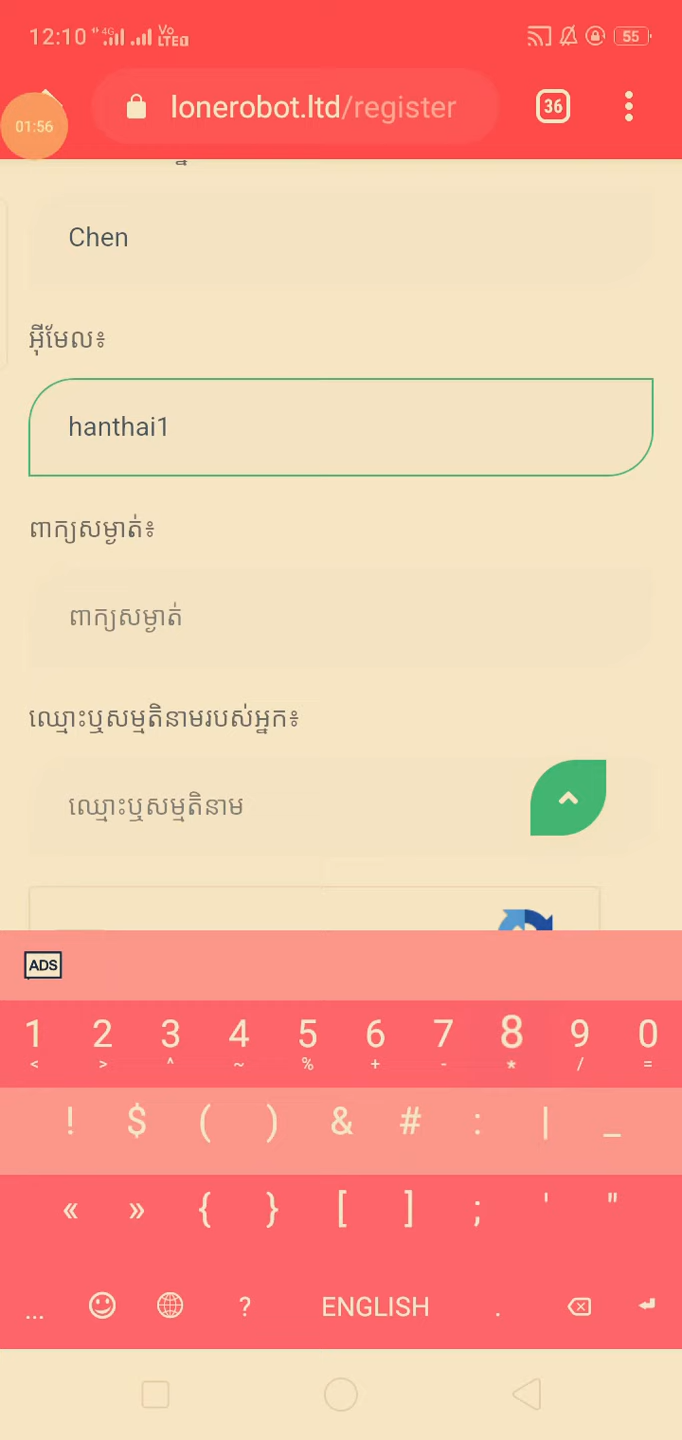 12:10 4G Vo LTE 55
01:56 lonerobot.ltd/register 36
Chen
អ៊ីមែល៖
hanthai1
ពាក្យសម្ងាត់៖
ពាក្យសម្ងាត់
ឈ្មោះឬសម្មតិនាមរបស់អ្នក៖
ឈ្មោះឬសម្មតិនាម
ADS
1 2 3 4 5 6 7 8 9 0
< > ^ ~ % + - * / =
! $ ( ) & # : | _
« » { } [ ] ; ' "
... ? ENGLISH .